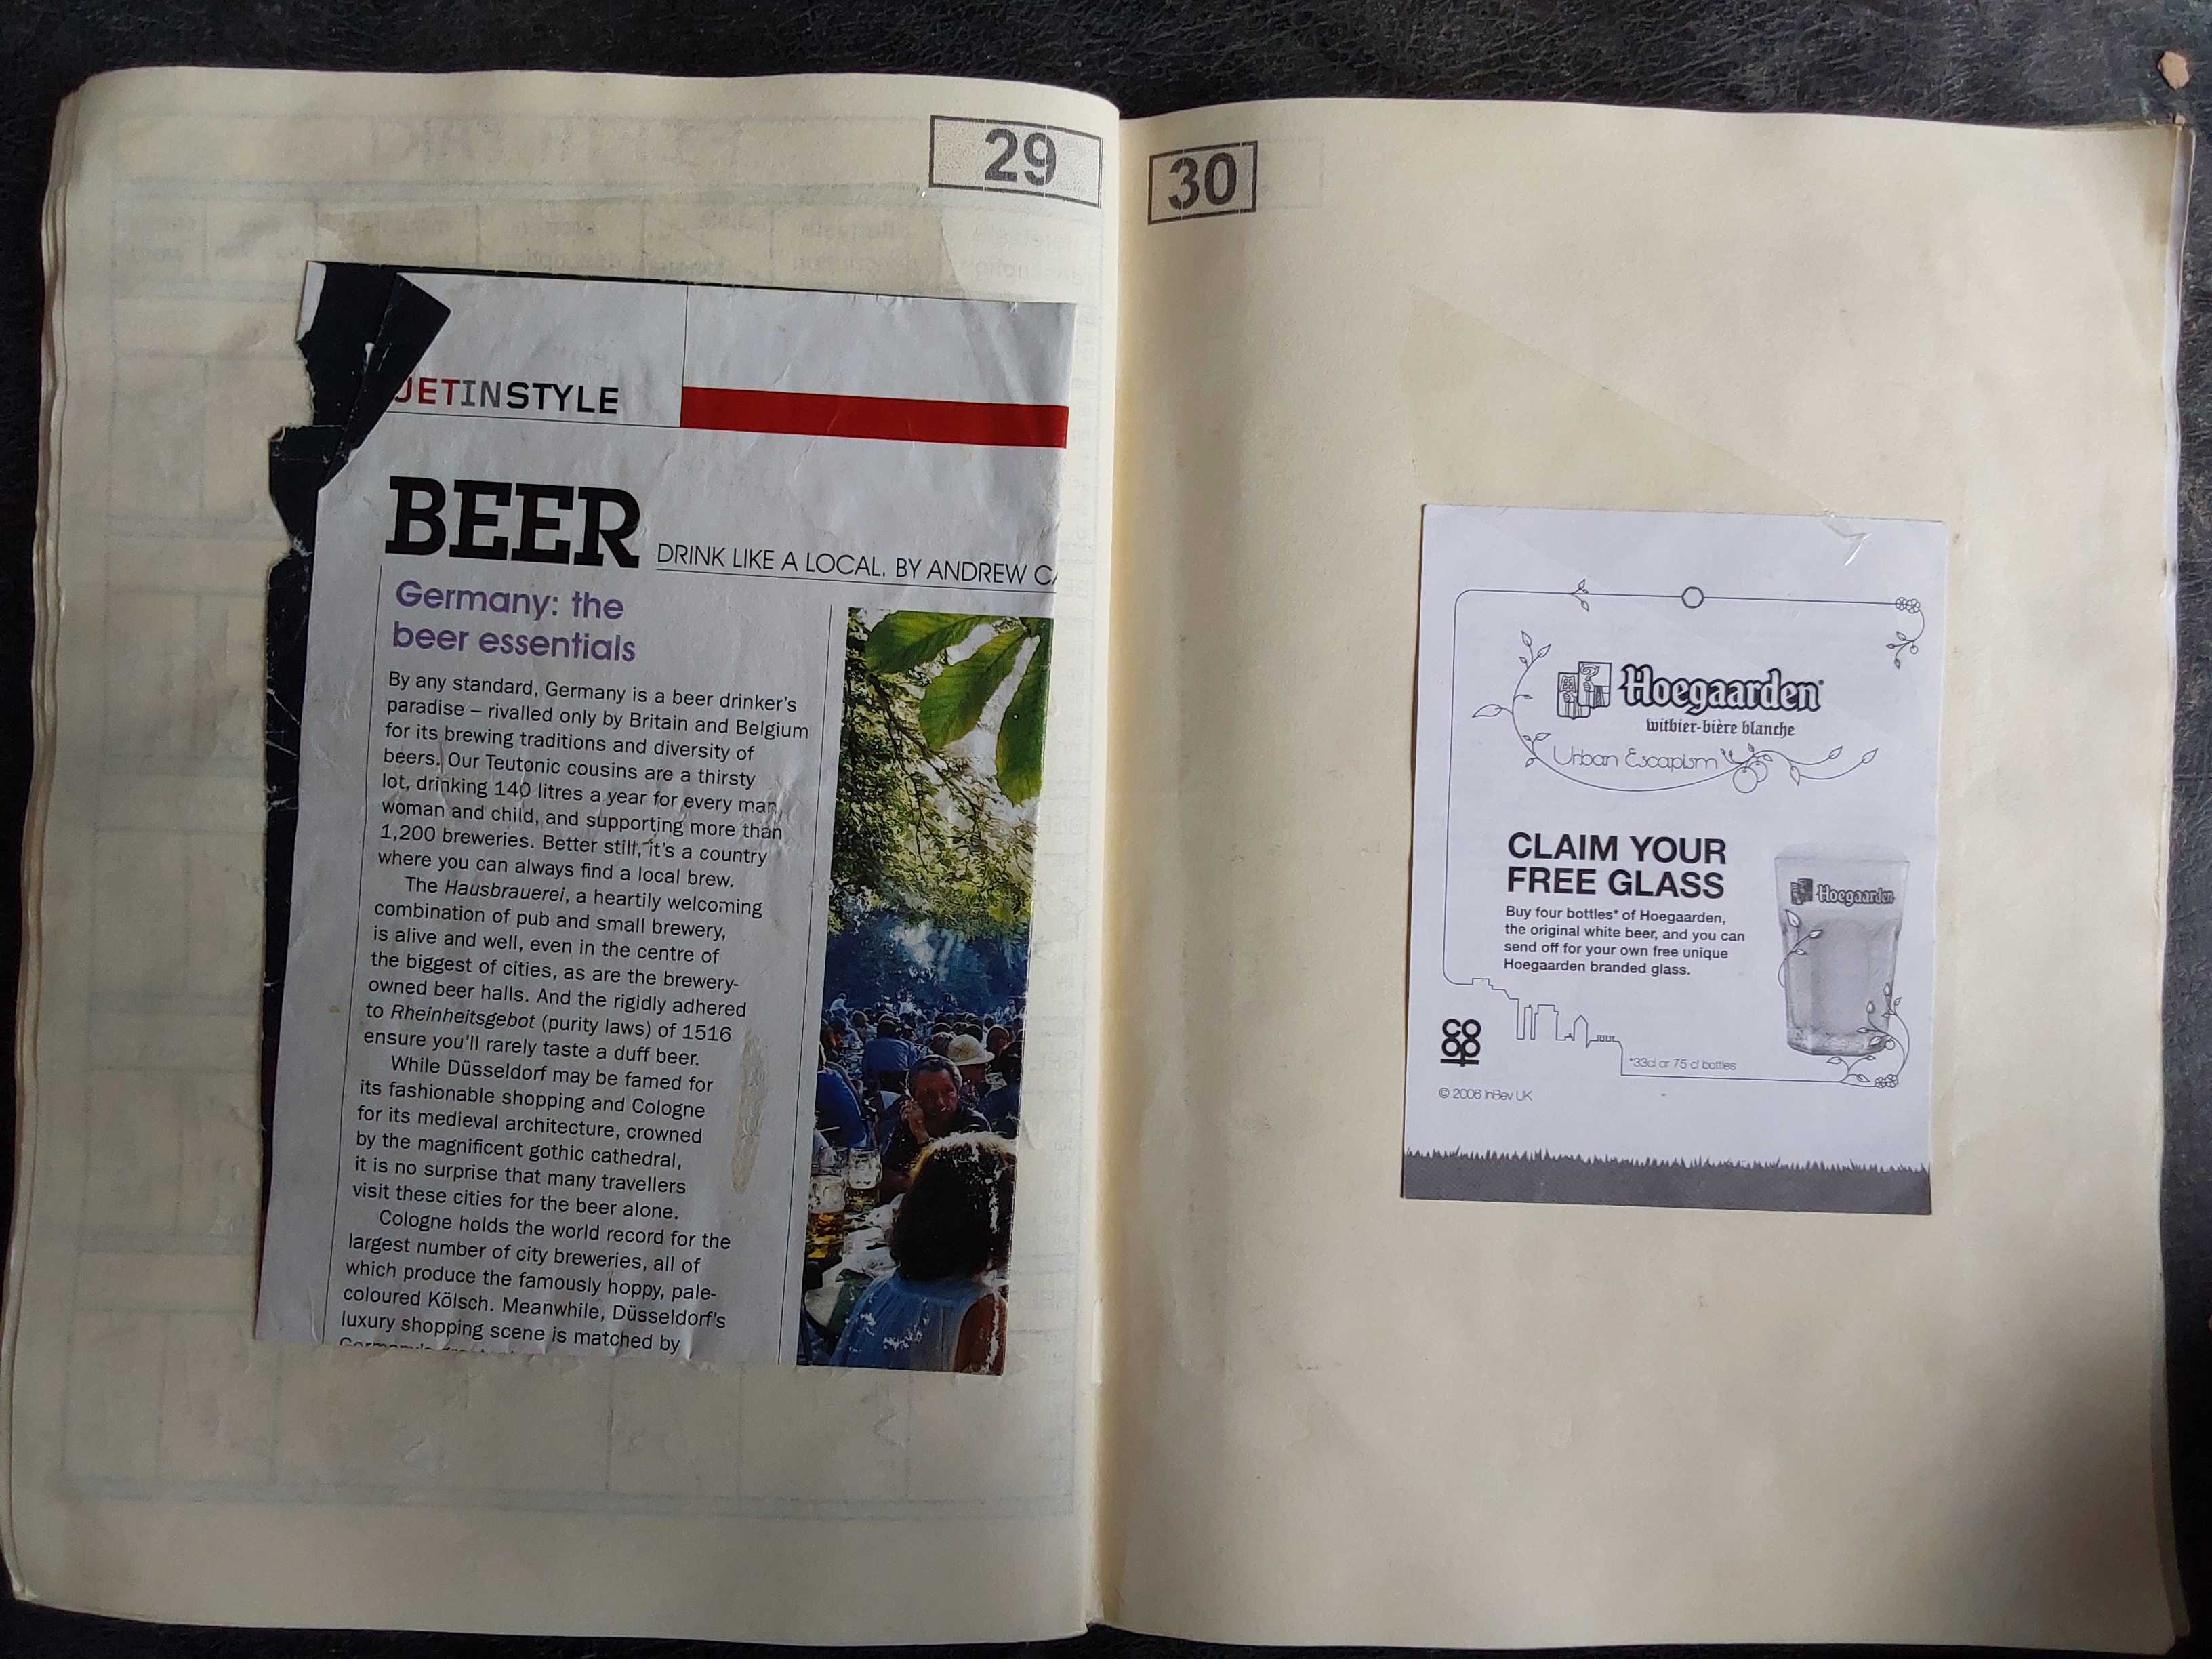 29
JETINSTYLE
BEER
DRINK LIKE A LOCAL. BY ANDREW
Germany: the
beer essentials
By any standard, Germany is a beer drinker's
paradise – rivalled only by Britain and Belgium
for its brewing traditions and diversity of
beers. Our Teutonic cousins are a thirsty
lot, drinking 140 litres a year for every man,
woman and child, and supporting more than
1,200 breweries. Better still, it's a country
where you can always find a local brew.
The Hausbrauerei, a heartily welcoming
combination of pub and small brewery,
is alive and well, even in the centre of
the biggest of cities, as are the brewery-
owned beer halls. And the rigidly adhered
to Rheinheitsgebot (purity laws) of 1516
ensure you'll rarely taste a duff beer.
While Düsseldorf may be famed for
its fashionable shopping and Cologne
for its medieval architecture, crowned
by the magnificent gothic cathedral,
it is no surprise that many travellers
visit these cities for the beer alone.
Cologne holds the world record for the
largest number of city breweries, all of
which produce the famously hoppy, pale-
coloured Kölsch. Meanwhile, Düsseldorf's
luxury shopping scene is matched by
Germany's
30
Hoegaarden
witbier-bière blanche
Urban Escapism
CLAIM YOUR
FREE GLASS
Buy four bottles* of Hoegaarden,
the original white beer, and you can
send off for your own free unique
Hoegaarden branded glass.
Hoegaarden
CO
OP
*33cl or 75 cl bottles
© 2006 InBev UK